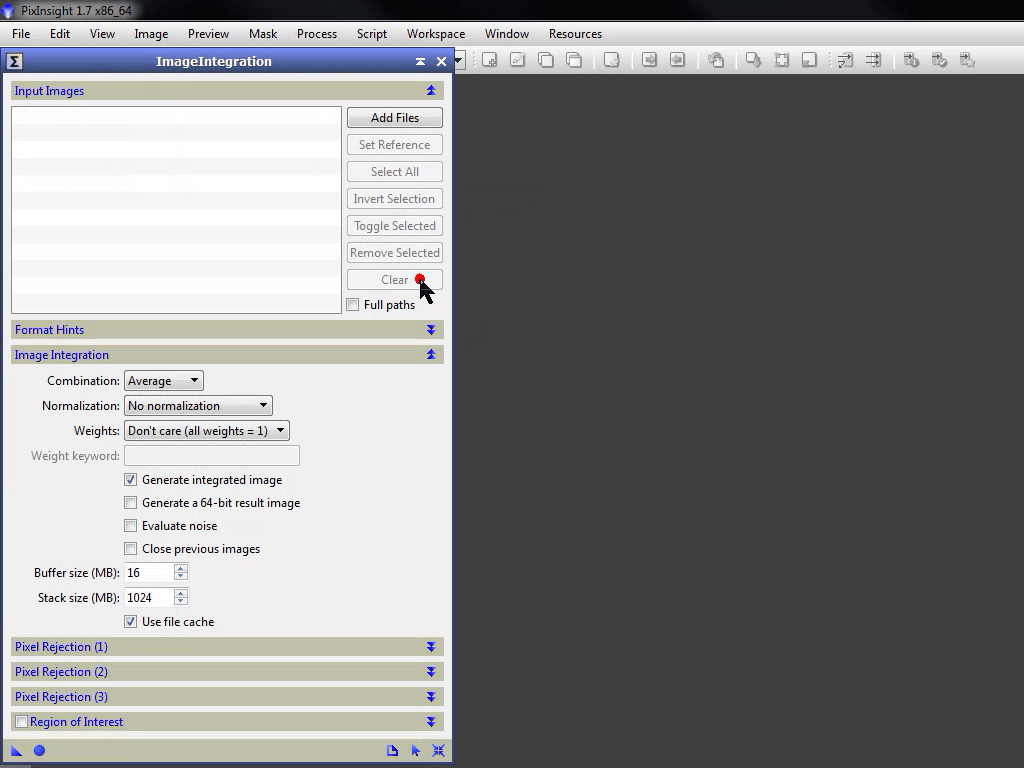 PixInsight 1.7 x86_64
File Edit View Image Preview Mask Process Script Workspace Window Resources
Σ ImageIntegration
Input Images
Add Files
Set Reference
Select All
Invert Selection
Toggle Selected
Remove Selected
Clear
Full paths
Format Hints
Image Integration
Combination: Average
Normalization: No normalization
Weights: Don't care (all weights = 1)
Weight keyword:
Generate integrated image
Generate a 64-bit result image
Evaluate noise
Close previous images
Buffer size (MB): 16
Stack size (MB): 1024
Use file cache
Pixel Rejection (1)
Pixel Rejection (2)
Pixel Rejection (3)
Region of Interest